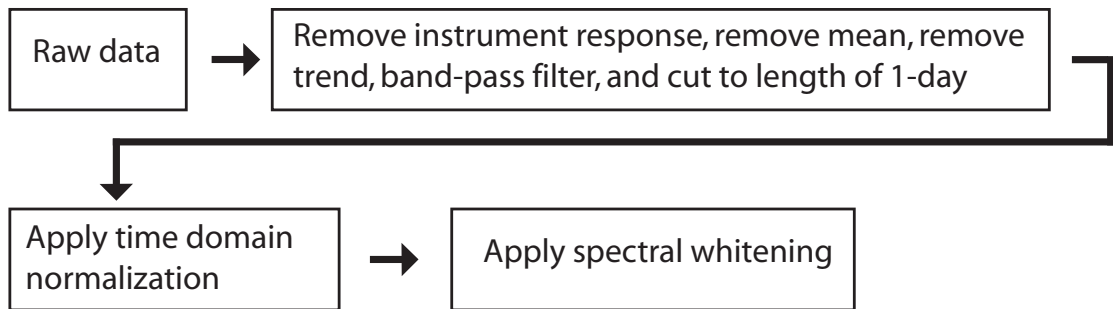 Raw data
Remove instrument response, remove mean, remove
trend, band-pass filter, and cut to length of 1-day
Apply time domain
normalization
Apply spectral whitening